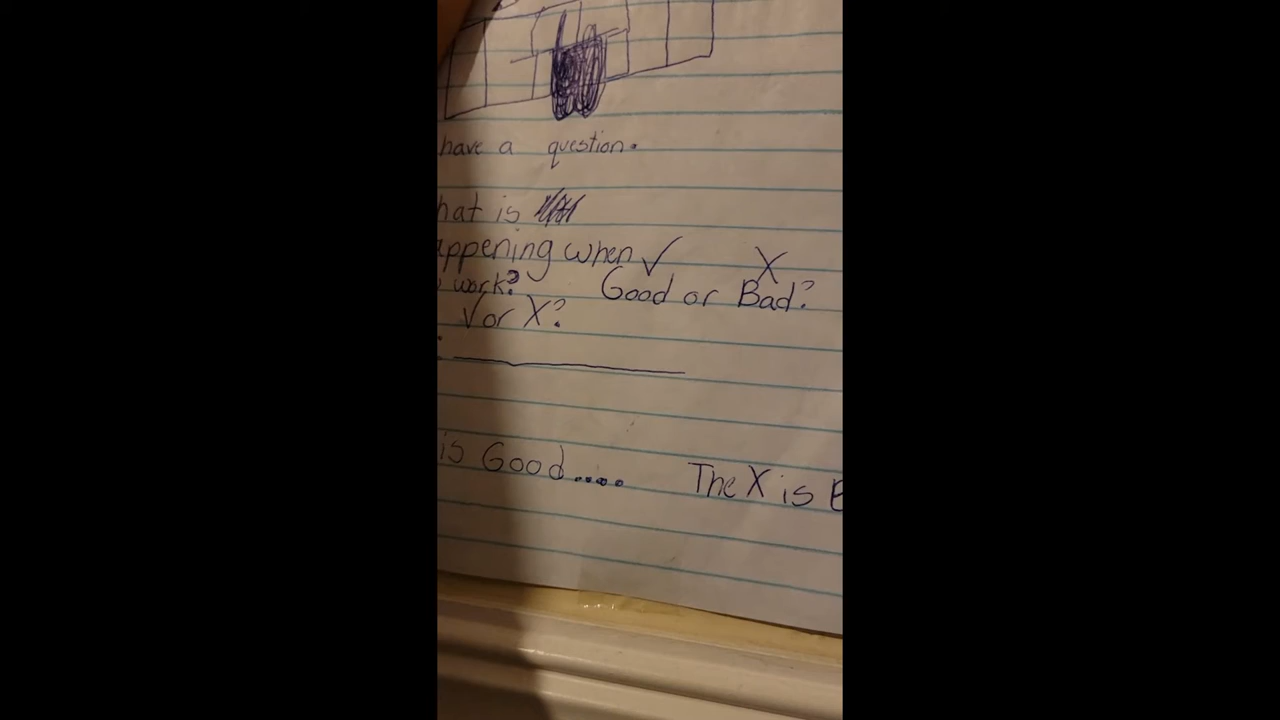 have a question.
hat is
appening when ✓ X
work? Good or Bad?
✓ or X?
is Good.... The X is B